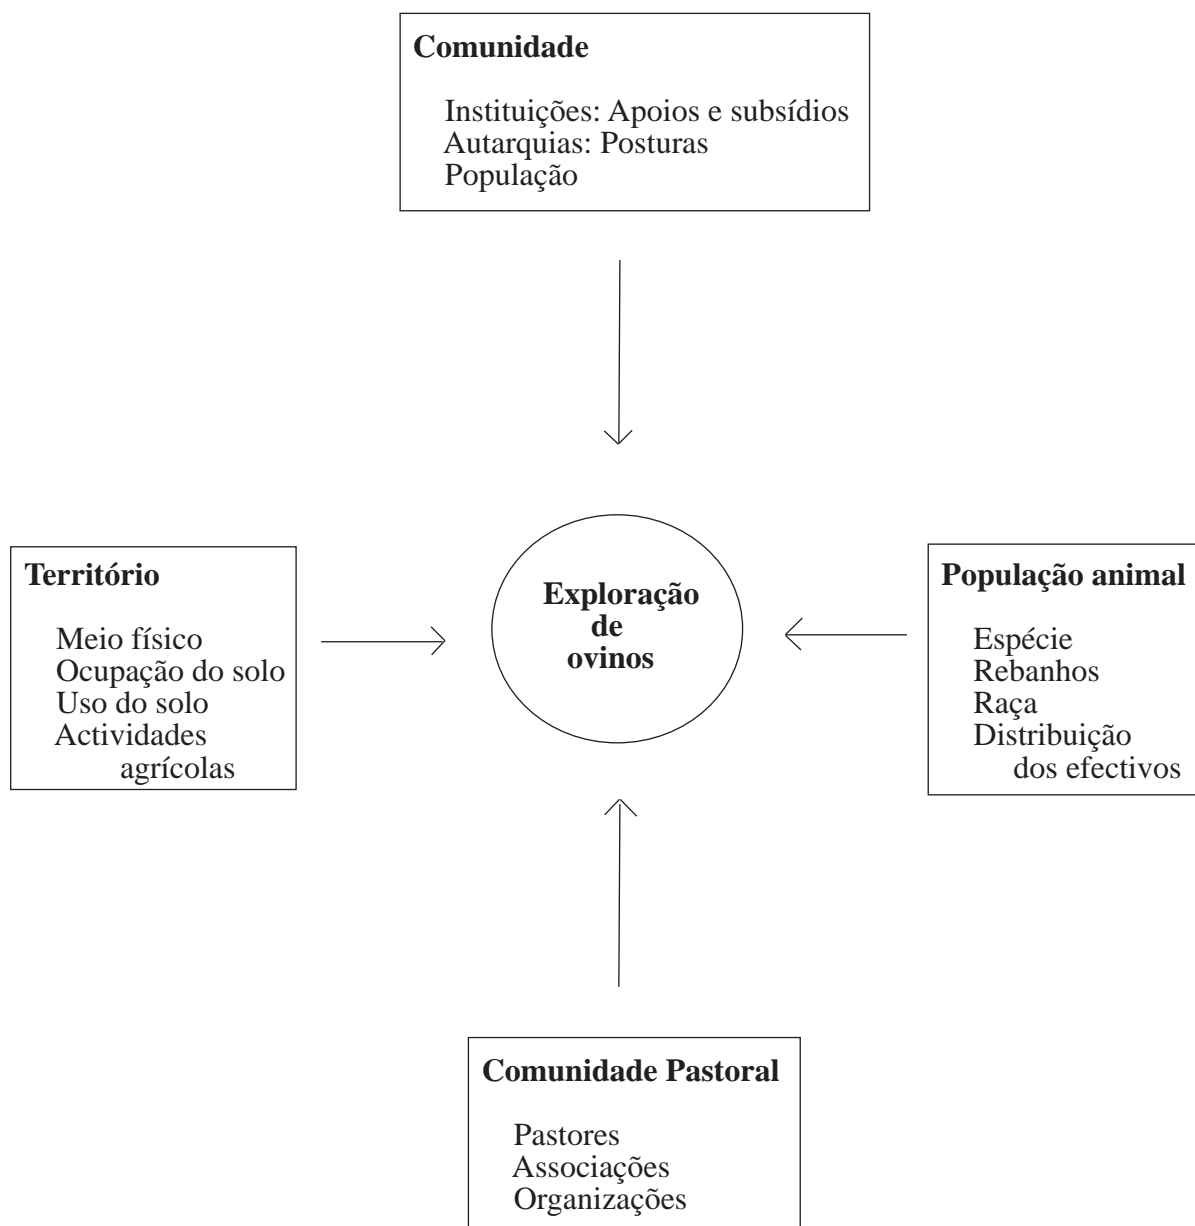 Comunidade
Instituições: Apoios e subsídios
Autarquias: Posturas
População
Território
Meio físico
Ocupação do solo
Uso do solo
Actividades
agrícolas
Exploração
de
ovinos
População animal
Espécie
Rebanhos
Raça
Distribuição
dos efectivos
Comunidade Pastoral
Pastores
Associações
Organizações